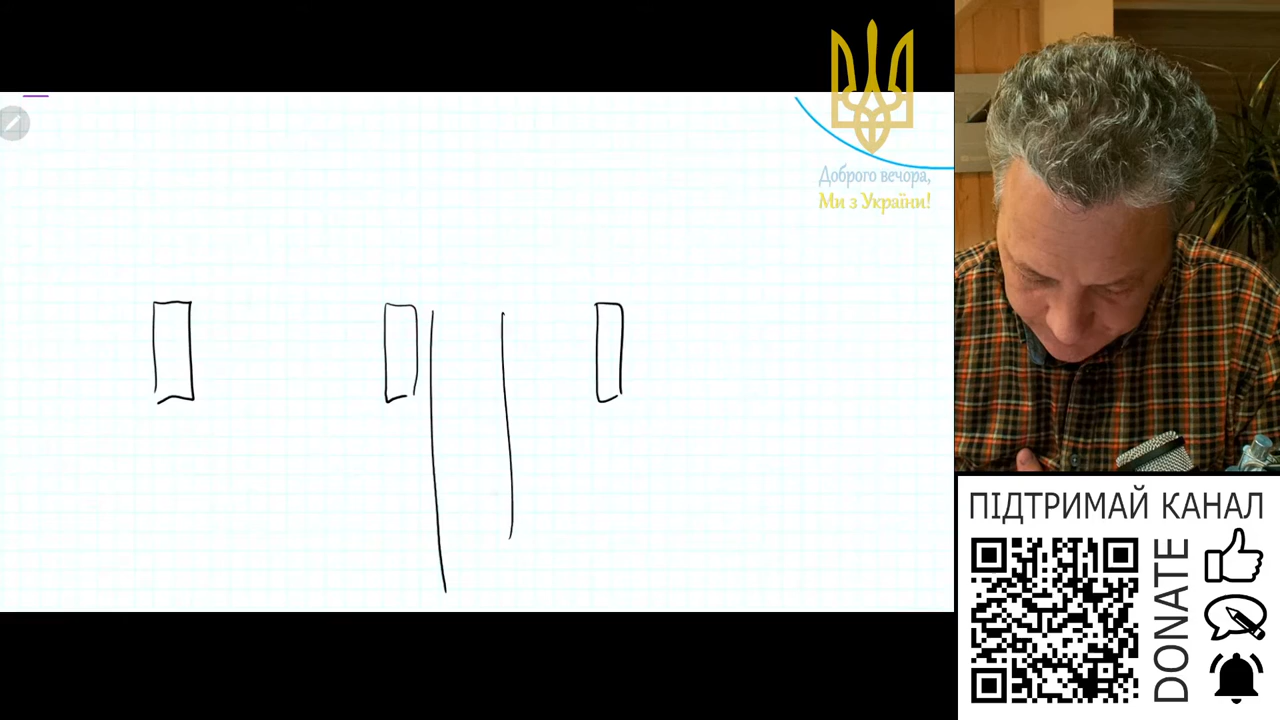 Доброго вечора,
Ми з України!
ПІДТРИМАЙ КАНАЛ
DONATE